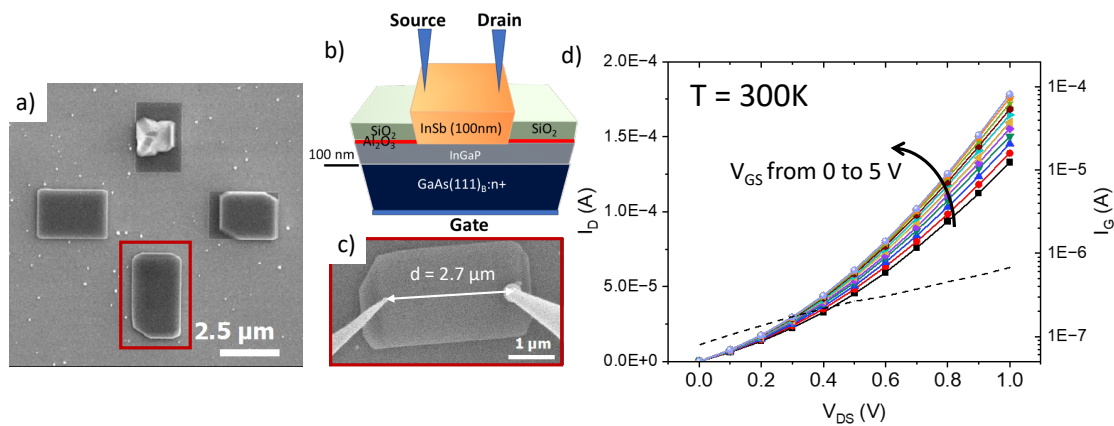 a)
2.5 µm
b)
Source
Drain
SiO₂
InSb (100nm)
SiO₂
Al₂O₃
100 nm
InGaP
GaAs(111)B:n+
Gate
c)
d = 2.7 µm
1 µm
d)
T = 300K
VGS from 0 to 5 V
ID (A)
2.0E-4
1.5E-4
1.0E-4
5.0E-5
0.0E+0
0.0 0.2 0.4 0.6 0.8 1.0
VDS (V)
1E-4
1E-5
1E-6
1E-7
IG (A)